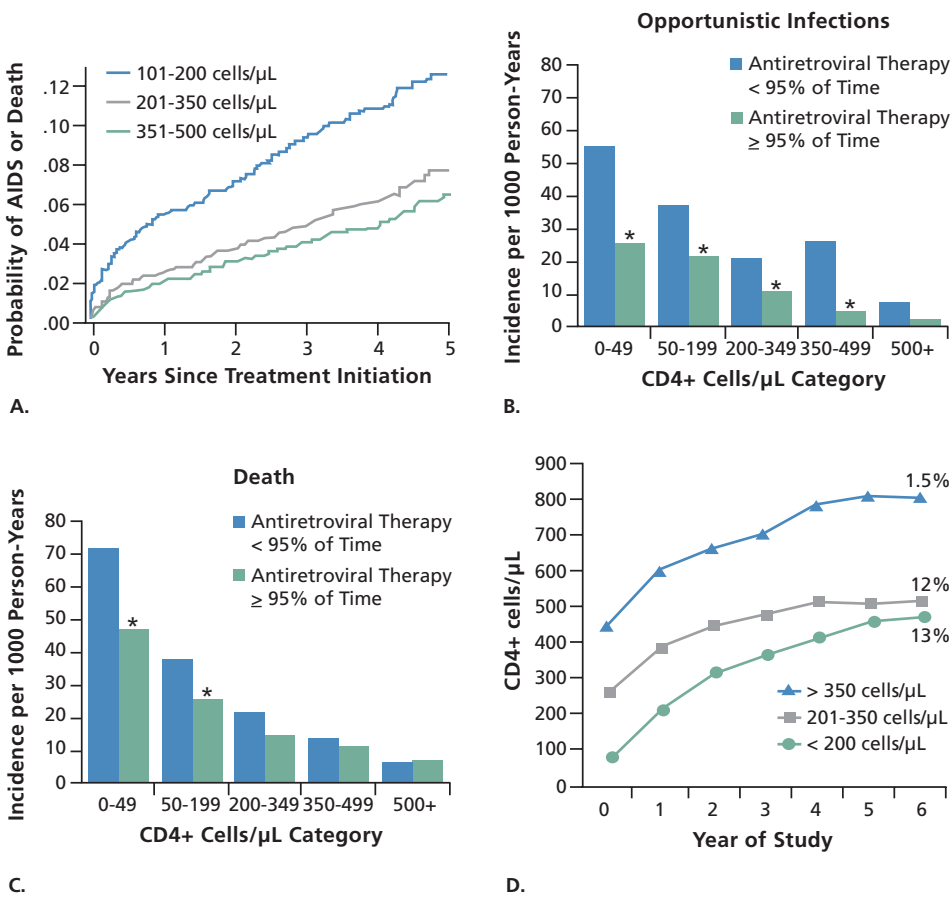 Probability of AIDS or Death
.12
.10
.08
.06
.04
.02
.00
101-200 cells/µL
201-350 cells/µL
351-500 cells/µL
0 1 2 3 4 5
Years Since Treatment Initiation
A.
Opportunistic Infections
Incidence per 1000 Person-Years
80
70
60
50
40
30
20
10
0
Antiretroviral Therapy
< 95% of Time
Antiretroviral Therapy
≥ 95% of Time
* * * *
0-49 50-199 200-349 350-499 500+
CD4+ Cells/µL Category
B.
Death
Incidence per 1000 Person-Years
80
70
60
50
40
30
20
10
0
Antiretroviral Therapy
< 95% of Time
Antiretroviral Therapy
≥ 95% of Time
* *
0-49 50-199 200-349 350-499 500+
CD4+ Cells/µL Category
C.
CD4+ cells/µL
900
800
700
600
500
400
300
200
100
0
1.5%
12%
13%
> 350 cells/µL
201-350 cells/µL
< 200 cells/µL
0 1 2 3 4 5 6
Year of Study
D.